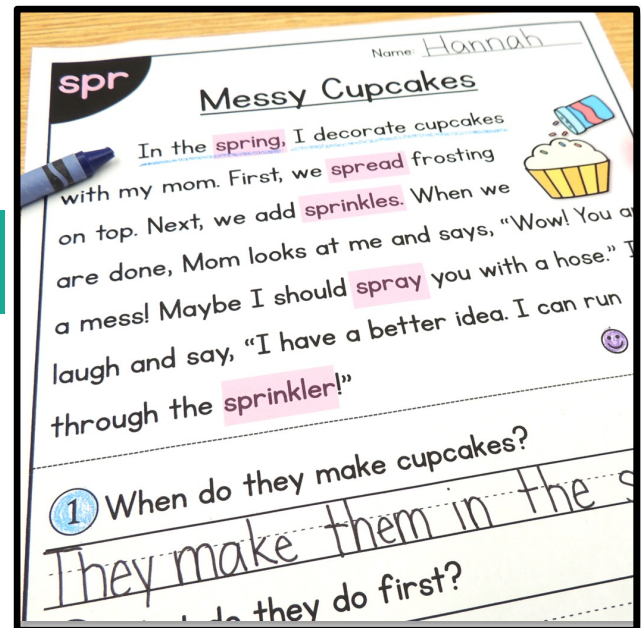 Name: Hannah
spr
Messy Cupcakes
In the spring, I decorate cupcakes
with my mom. First, we spread frosting
on top. Next, we add sprinkles. When we
are done, Mom looks at me and says, "Wow! You
a mess! Maybe I should spray you with a hose."
laugh and say, "I have a better idea. I can run
through the sprinkler!"
1 When do they make cupcakes?
They make them in the
do they do first?